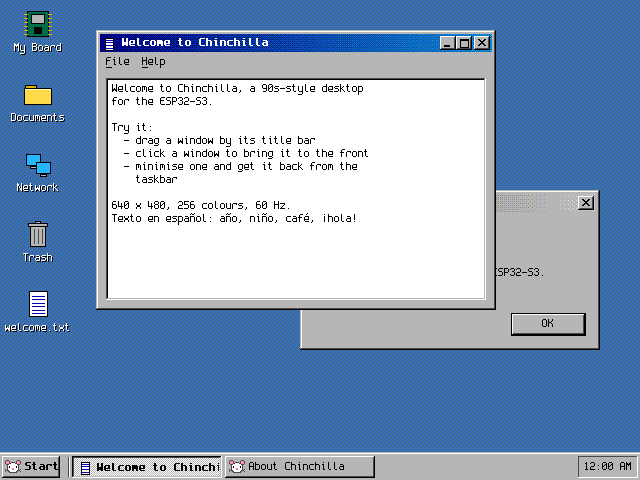 My Board
Documents
Network
Trash
welcome.txt
Welcome to Chinchilla
File Help
Welcome to Chinchilla, a 90s-style desktop
for the ESP32-S3.
Try it:
- drag a window by its title bar
- click a window to bring it to the front
- minimise one and get it back from the
taskbar
640 x 480, 256 colours, 60 Hz.
Texto en español: año, niño, café, ¡hola!
ESP32-S3.
OK
Start
Welcome to Chinchi
About Chinchilla
12:00 AM